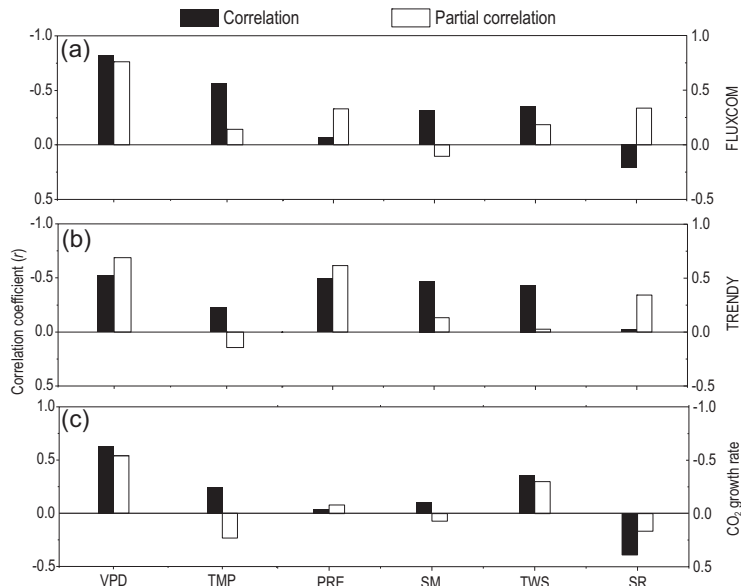 Correlation Partial correlation
(a)
-1.0 1.0
-0.5 0.5
0.0 0.0
0.5 -0.5
FLUXCOM
(b)
-1.0 1.0
-0.5 0.5
0.0 0.0
0.5 -0.5
TRENDY
Correlation coefficient (r)
(c)
1.0 -1.0
0.5 -0.5
0.0 0.0
-0.5 0.5
CO2 growth rate
VPD TMP PRE SM TWS SR